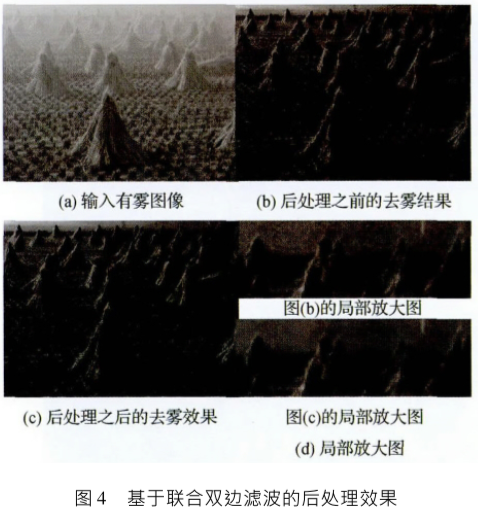 (a) 输入有雾图像
(b) 后处理之前的去雾结果
图(b)的局部放大图
(c) 后处理之后的去雾效果
图(c)的局部放大图
(d) 局部放大图
图 4 基于联合双边滤波的后处理效果